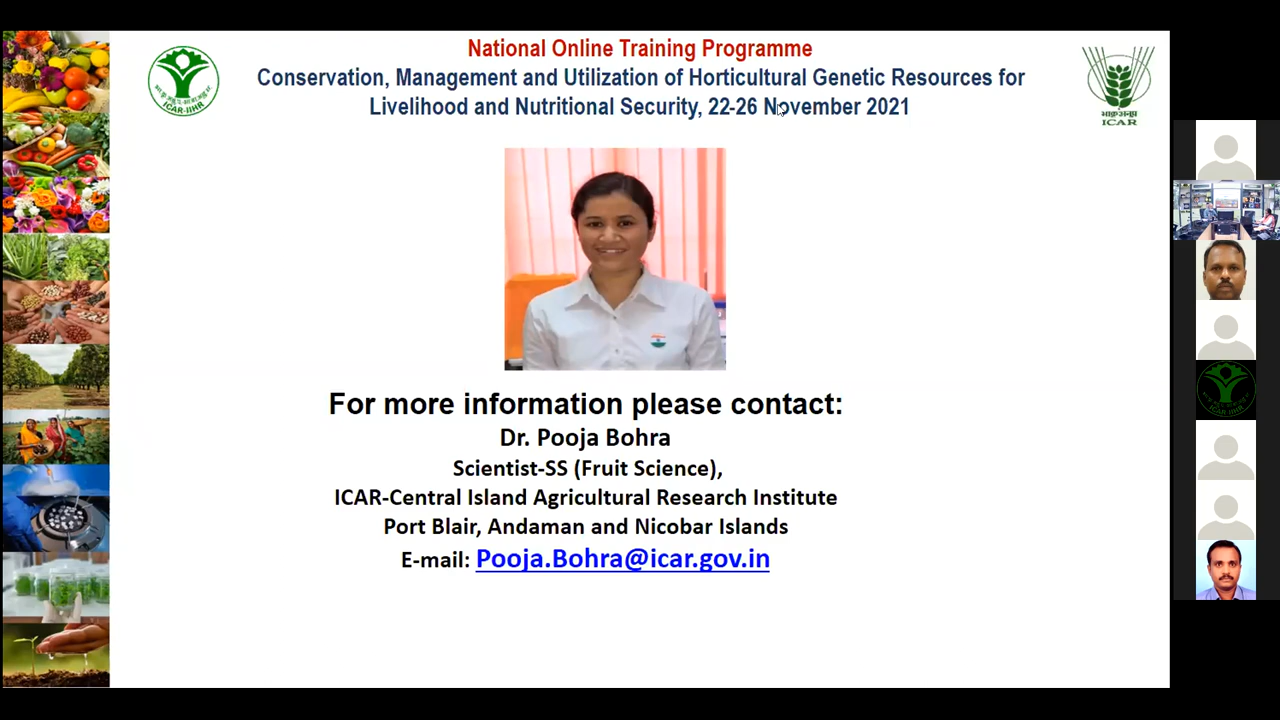 National Online Training Programme
Conservation, Management and Utilization of Horticultural Genetic Resources for
Livelihood and Nutritional Security, 22-26 November 2021
ICAR-IIHR
ICAR
For more information please contact:
Dr. Pooja Bohra
Scientist-SS (Fruit Science),
ICAR-Central Island Agricultural Research Institute
Port Blair, Andaman and Nicobar Islands
E-mail: Pooja.Bohra@icar.gov.in